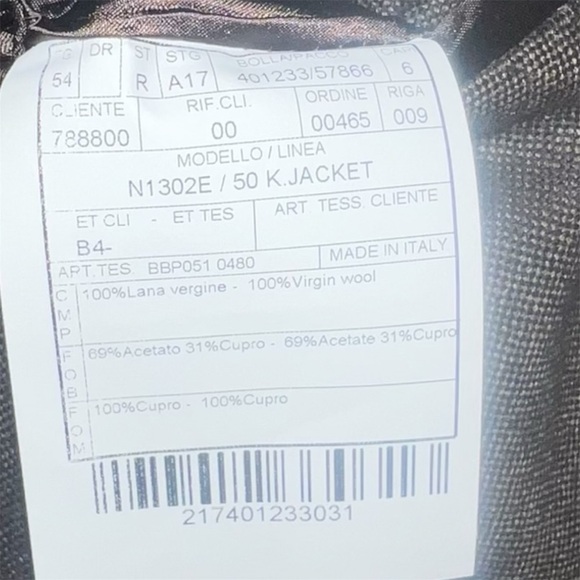 DR ST STG BOLLA/PACCO
54 R A17 401233/57866 6
CLIENTE RIF.CLI. ORDINE RIGA
788800 00 00465 009
MODELLO / LINEA
N1302E / 50 K.JACKET
ET CLI - ET TES ART TESS. CLIENTE
B4-
ART.TES. BBP051 0480 MADE IN ITALY
CMP 100%Lana vergine - 100%Virgin wool
FOB 69%Acetato 31%Cupro - 69%Acetate 31%Cupro
FOM 100%Cupro - 100%Cupro
217401233031